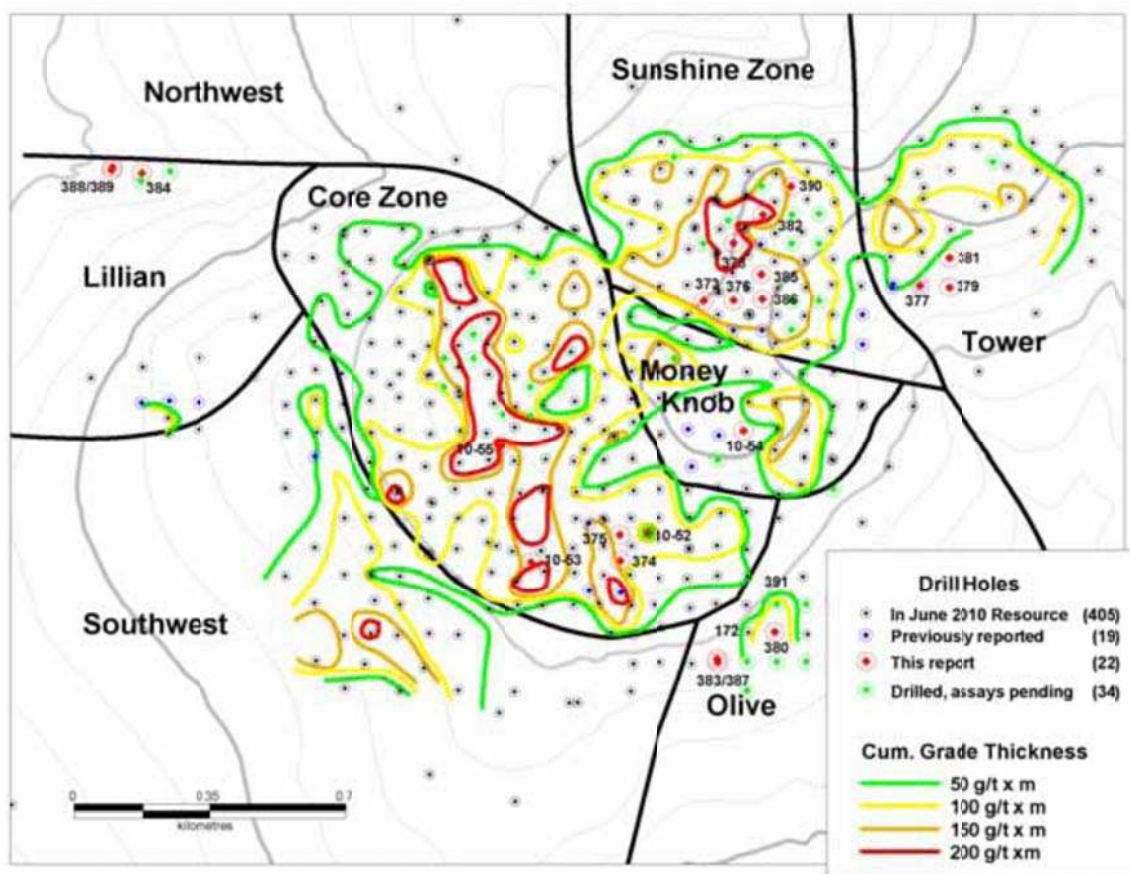 Sunshine Zone
Northwest
388/389
384
Core Zone
390
382
Lillian
378
385
373
376
386
381
377
379
Tower
Money
Knob
10-54
10-55
375
10-52
10-53
374
Southwest
391
172
380
383/387
Olive
Drill Holes
In June 2010 Resource (405)
Previously reported (19)
This report (22)
Drilled, assays pending (34)
Cum. Grade Thickness
50 g/t x m
100 g/t x m
150 g/t x m
200 g/t xm
0 0.35 0.7
kilometres